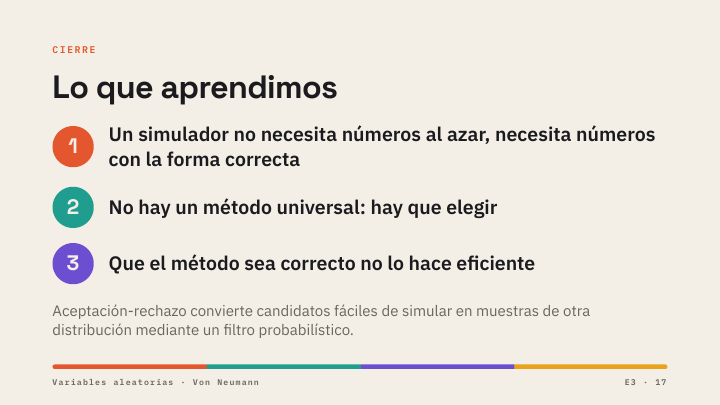 CIERRE
Lo que aprendimos
1
Un simulador no necesita números al azar, necesita números
con la forma correcta
2
No hay un método universal: hay que elegir
3
Que el método sea correcto no lo hace eficiente
Aceptación-rechazo convierte candidatos fáciles de simular en muestras de otra
distribución mediante un filtro probabilístico.
Variables aleatorias · Von Neumann
E3 · 17